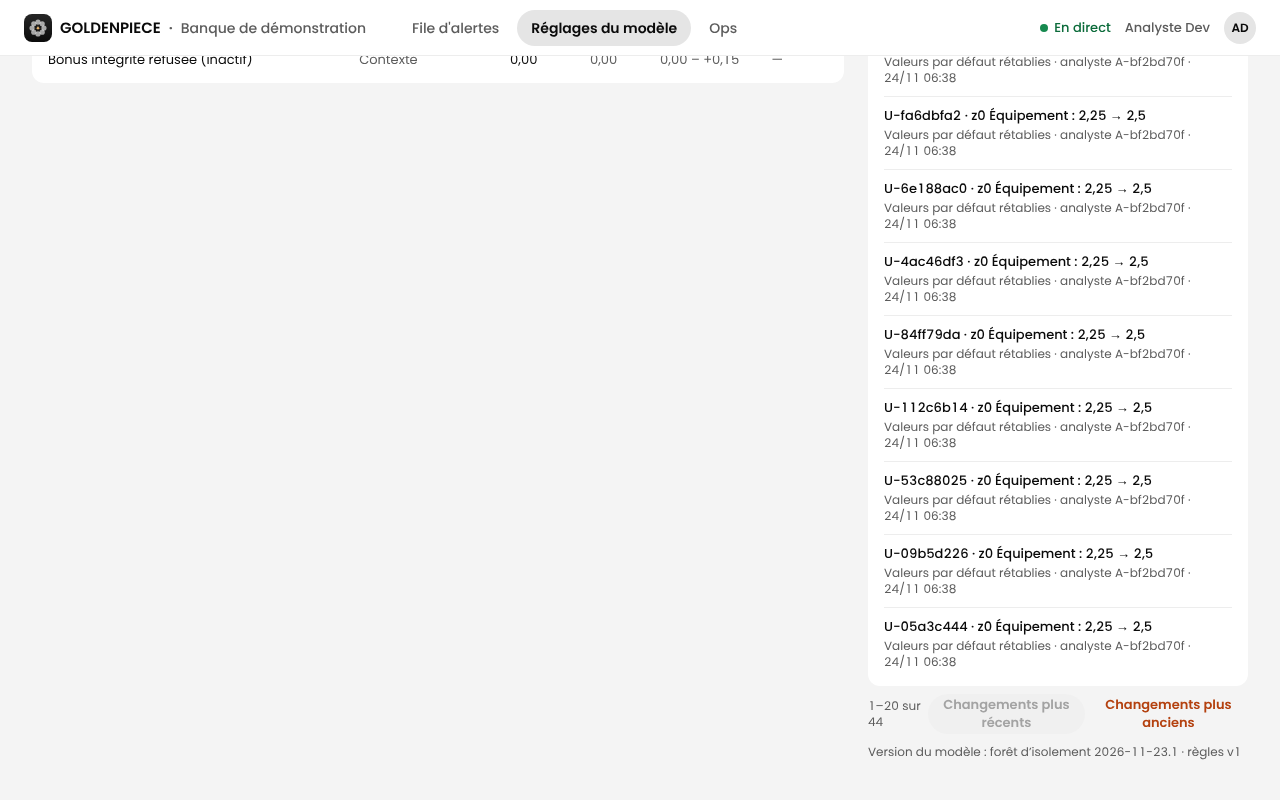 GOLDENPIECE · Banque de démonstration
File d'alertes
Réglages du modèle
Ops
En direct
Analyste Dev
AD
Bonus intégrité refusée (inactif) Contexte 0,00 0,00 0,00 – +0,15 —
Valeurs par défaut rétablies · analyste A-bf2bd70f ·
24/11 06:38
U-fa6dbfa2 · z0 Équipement : 2,25 → 2,5
Valeurs par défaut rétablies · analyste A-bf2bd70f ·
24/11 06:38
U-6e188ac0 · z0 Équipement : 2,25 → 2,5
Valeurs par défaut rétablies · analyste A-bf2bd70f ·
24/11 06:38
U-4ac46df3 · z0 Équipement : 2,25 → 2,5
Valeurs par défaut rétablies · analyste A-bf2bd70f ·
24/11 06:38
U-84ff79da · z0 Équipement : 2,25 → 2,5
Valeurs par défaut rétablies · analyste A-bf2bd70f ·
24/11 06:38
U-112c6b14 · z0 Équipement : 2,25 → 2,5
Valeurs par défaut rétablies · analyste A-bf2bd70f ·
24/11 06:38
U-53c88025 · z0 Équipement : 2,25 → 2,5
Valeurs par défaut rétablies · analyste A-bf2bd70f ·
24/11 06:38
U-09b5d226 · z0 Équipement : 2,25 → 2,5
Valeurs par défaut rétablies · analyste A-bf2bd70f ·
24/11 06:38
U-05a3c444 · z0 Équipement : 2,25 → 2,5
Valeurs par défaut rétablies · analyste A-bf2bd70f ·
24/11 06:38
1–20 sur
44
Changements plus
récents
Changements plus
anciens
Version du modèle : forêt d’isolement 2026-11-23.1 · règles v1